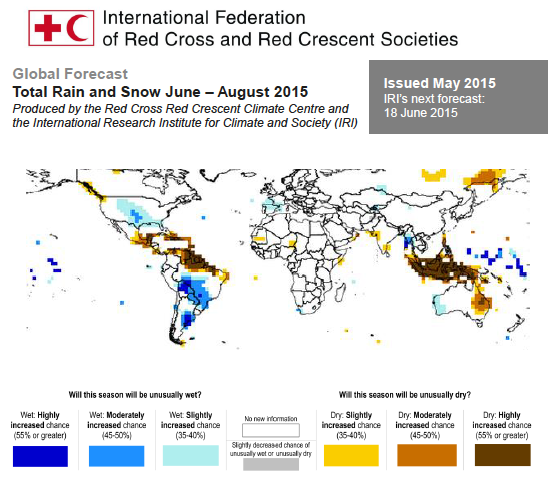 International Federation
of Red Cross and Red Crescent Societies
Global Forecast
Total Rain and Snow June – August 2015
Produced by the Red Cross Red Crescent Climate Centre and
the International Research Institute for Climate and Society (IRI)
Issued May 2015
IRI's next forecast:
18 June 2015
Will this season will be unusually wet?
Wet: Highly
increased chance
(55% or greater)
Wet: Moderately
increased chance
(45-50%)
Wet: Slightly
increased chance
(35-40%)
No new information
Slightly decreased chance of
unusually wet or unusually dry
Will this season will be unusually dry?
Dry: Slightly
increased chance
(35-40%)
Dry: Moderately
increased chance
(45-50%)
Dry: Highly
increased chance
(55% or greater)